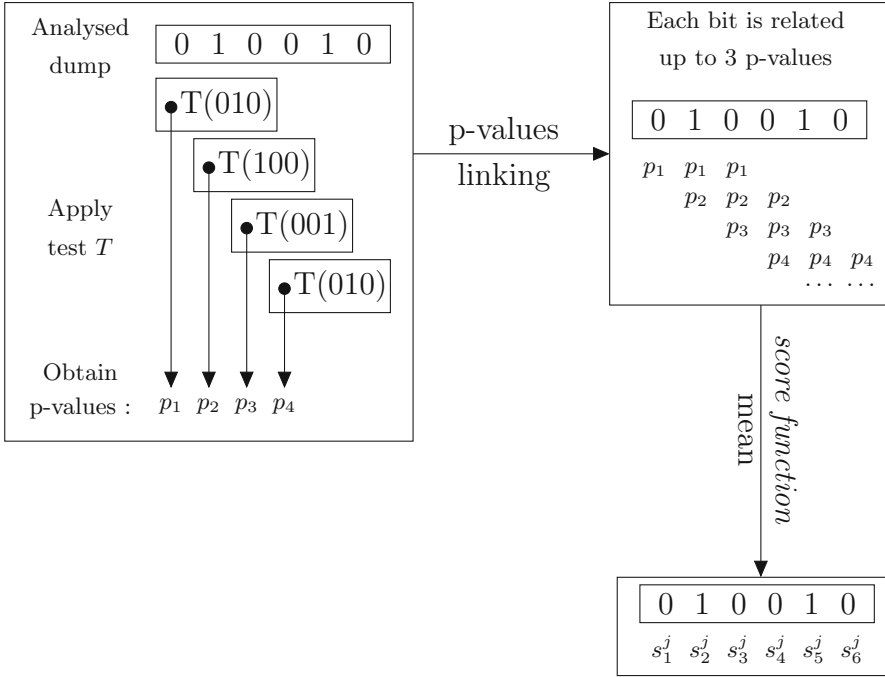 Analysed
dump
0 1 0 0 1 0
T(010)
T(100)
T(001)
T(010)
Apply
test T
Obtain
p-values : p₁ p₂ p₃ p₄
p-values
linking
Each bit is related
up to 3 p-values
0 1 0 0 1 0
p₁ p₁ p₁
p₂ p₂ p₂
p₃ p₃ p₃
p₄ p₄ p₄
... ...
score function
mean
0 1 0 0 1 0
s₁ʲ s₂ʲ s₃ʲ s₄ʲ s₅ʲ s₆ʲ